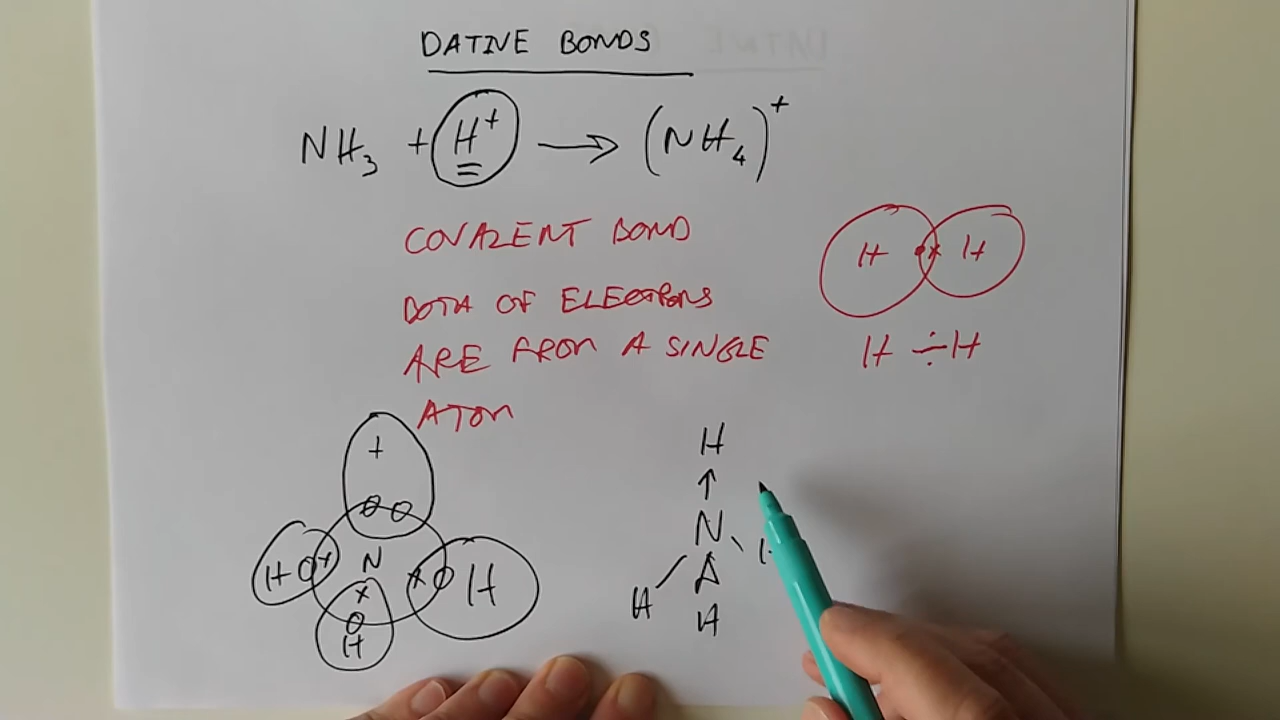 DATIVE BONDS
NH₃ + H⁺ → (NH₄)⁺
COVALENT BOND
BOTH OF ELECTRONS
ARE FROM A SINGLE
ATOM
H •x H
H ÷ H
+
O O
H O x N x O H
x
O
H
H
↑
N
H H
H